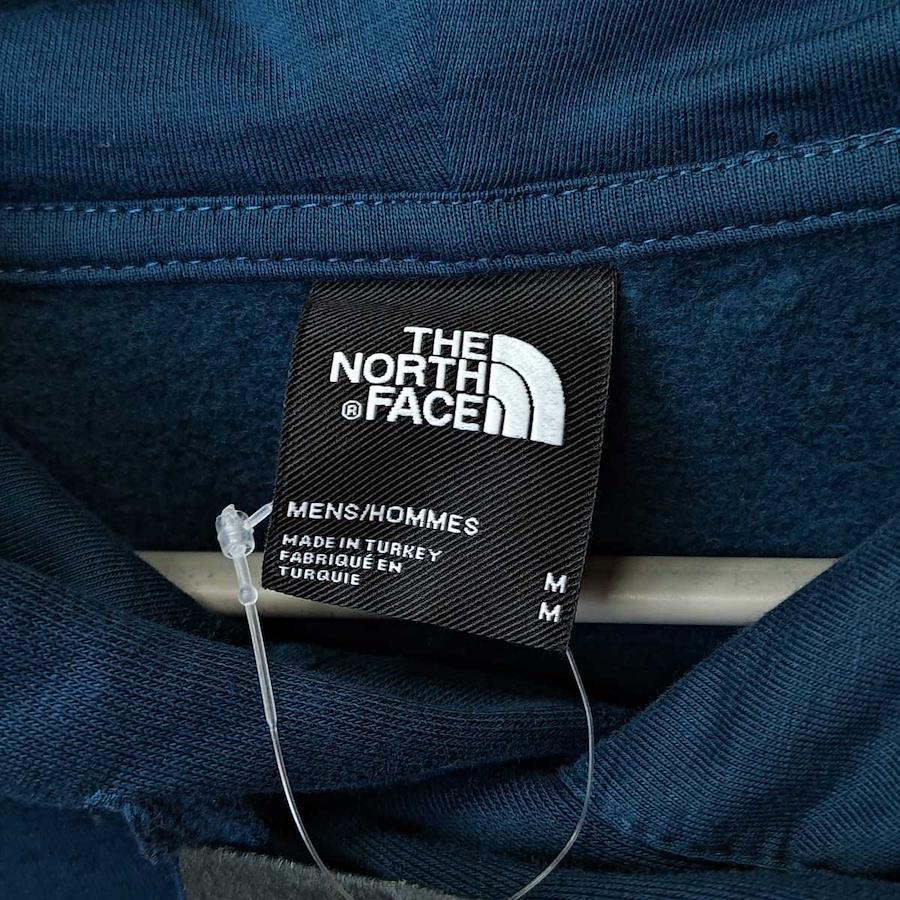 THE
NORTH
® FACE
MENS/HOMMES
MADE IN TURKEY
FABRIQUÉ EN
TURQUIE
M
M